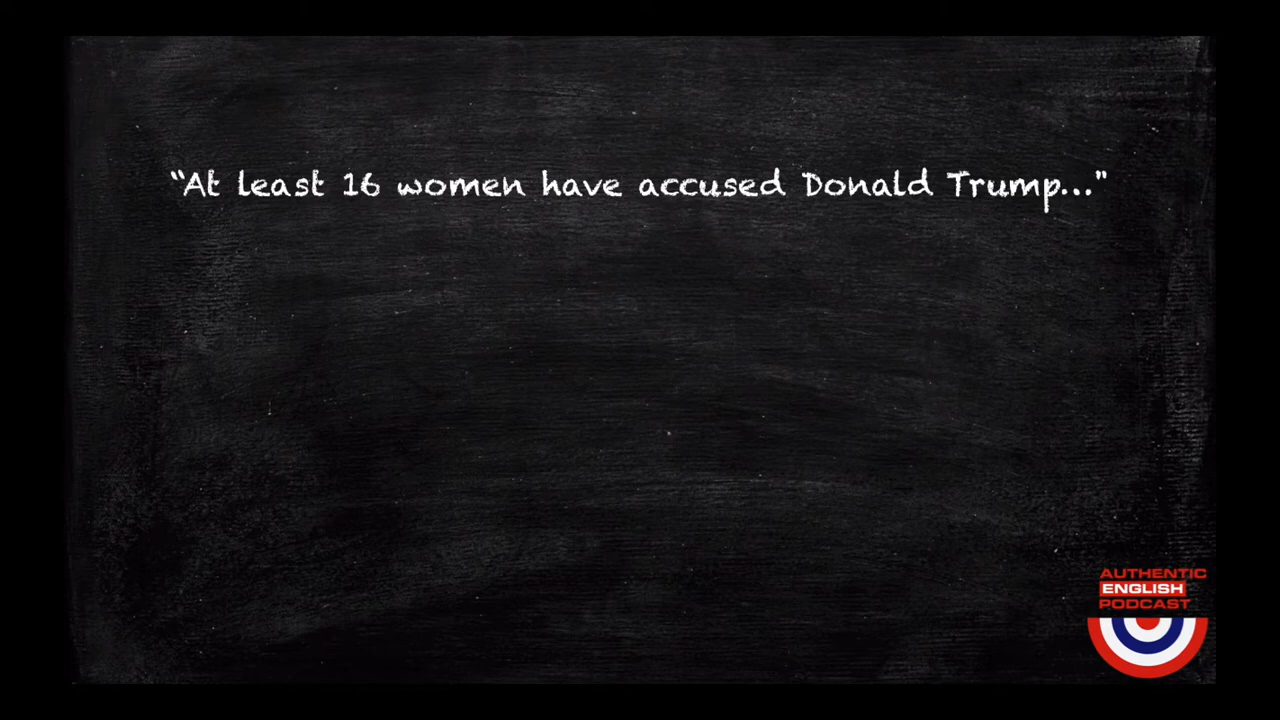 “At least 16 women have accused Donald Trump..."
AUTHENTIC
ENGLISH
PODCAST